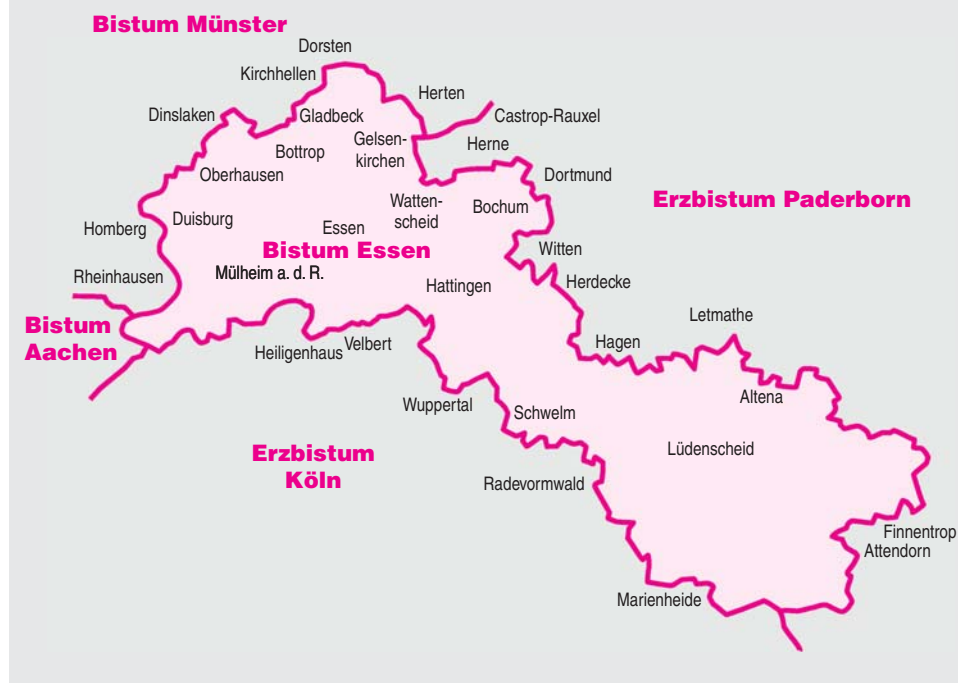 Bistum Münster
Dorsten
Kirchhellen
Herten
Dinslaken
Gladbeck
Castrop-Rauxel
Gelsen-
kirchen
Herne
Bottrop
Oberhausen
Dortmund
Watten-
scheid
Erzbistum Paderborn
Bochum
Homberg
Duisburg
Essen
Bistum Essen
Witten
Rheinhausen
Mülheim a. d. R.
Hattingen
Herdecke
Letmathe
Bistum
Aachen
Heiligenhaus
Velbert
Hagen
Altena
Wuppertal
Schwelm
Erzbistum
Köln
Lüdenscheid
Radevormwald
Finnentrop
Attendorn
Marienheide